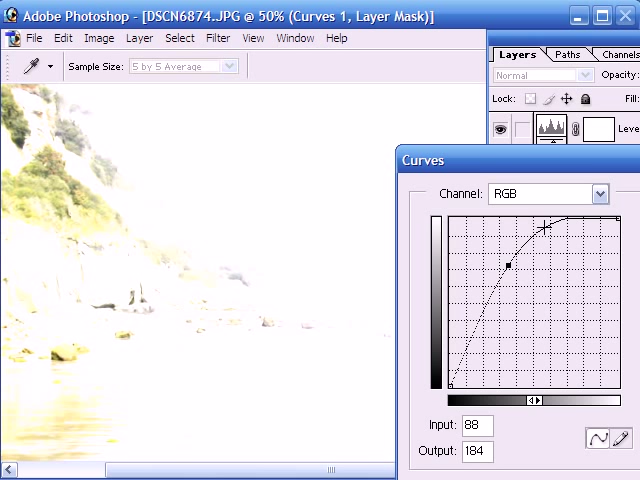 Adobe Photoshop - [DSCN6874.JPG @ 50% (Curves 1, Layer Mask)]
File Edit Image Layer Select Filter View Window Help
Sample Size: 5 by 5 Average
Layers Paths Channels
Normal Opacity:
Lock: Fill:
Leve
Curves
Channel: RGB
Input: 88
Output: 184